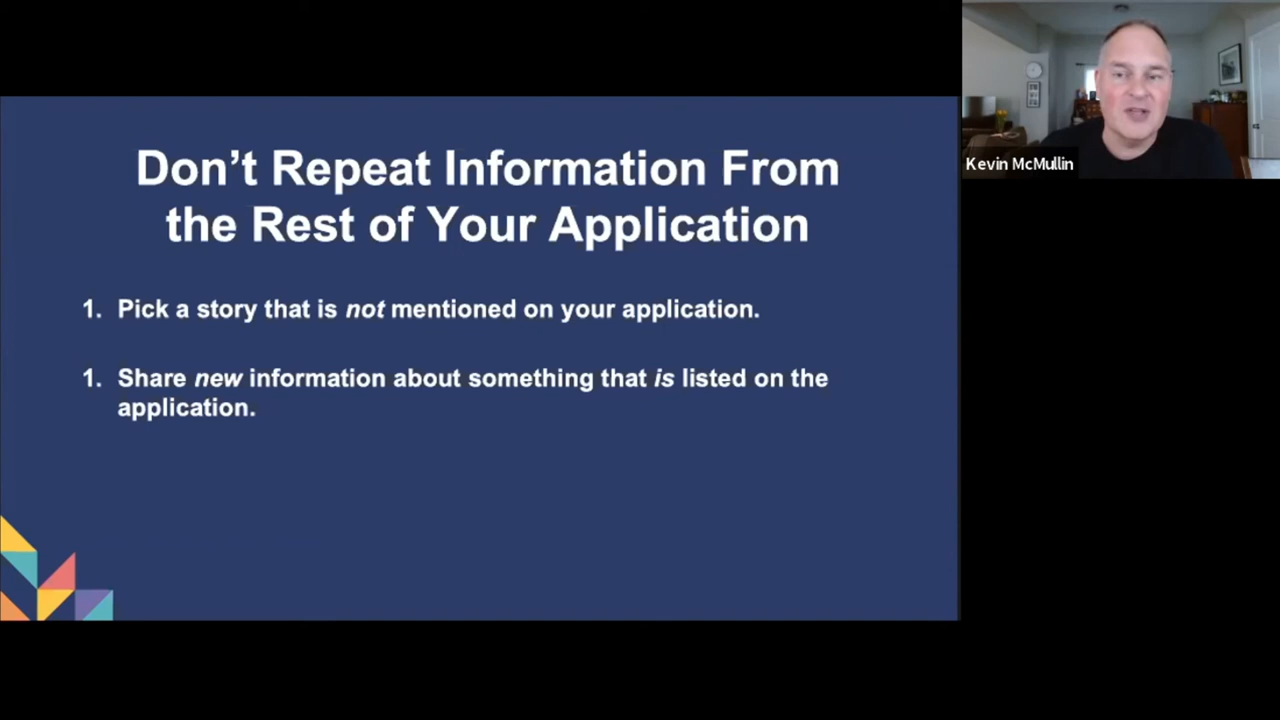 Don’t Repeat Information From
the Rest of Your Application
1. Pick a story that is not mentioned on your application.
1. Share new information about something that is listed on the
application.
Kevin McMullin